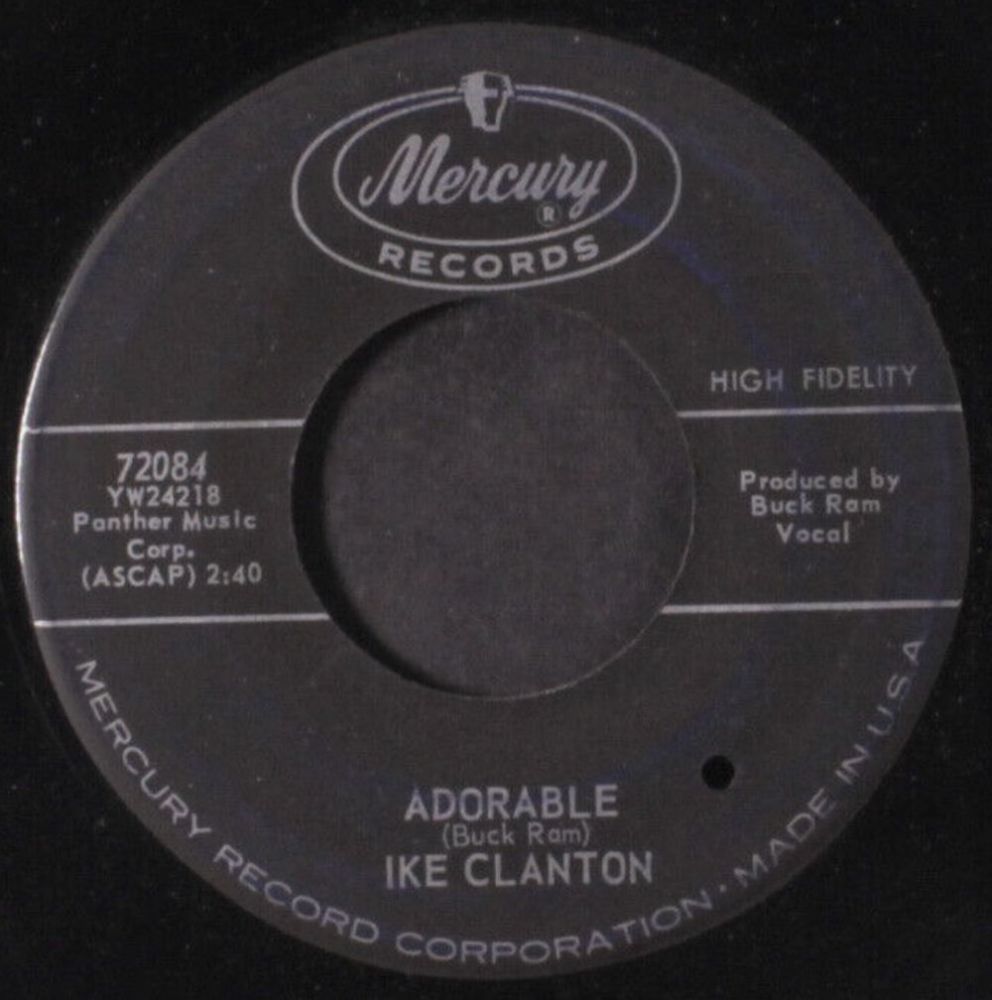 Mercury
®
RECORDS
HIGH FIDELITY
72084
YW24218
Panther Music
Corp.
(ASCAP) 2:40
Produced by
Buck Ram
Vocal
ADORABLE
(Buck Ram)
IKE CLANTON
MERCURY RECORD CORPORATION · MADE IN U.S.A